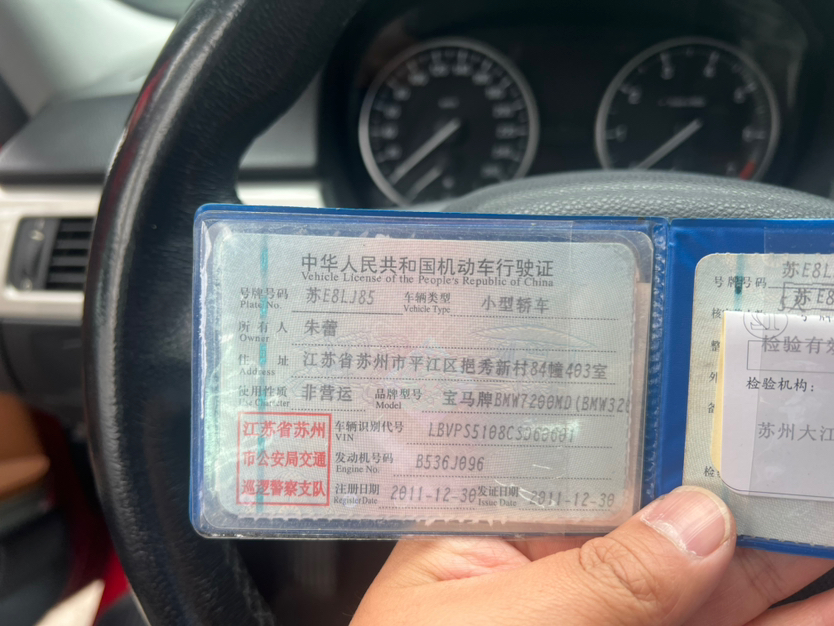 中华人民共和国机动车行驶证
Vehicle License of the People's Republic of China
号牌号码 苏E8LJ85 车辆类型 小型轿车
Plate No. Vehicle Type
所有人 朱蕾
Owner
住址 江苏省苏州市平江区挹秀新村84幢403室
Address
使用性质 非营运 品牌型号 宝马牌BMW7200MD(BMW320
Use Character Model
江苏省苏州
市公安局交通
巡逻警察支队
车辆识别代号
VIN
发动机号码 B536J096
Engine No.
注册日期 2011-12-30 发证日期 2011-12-30
Register Date Issue Date
号牌号码 苏E8L
苏E8L
检验有效
检验机构：
苏州大江